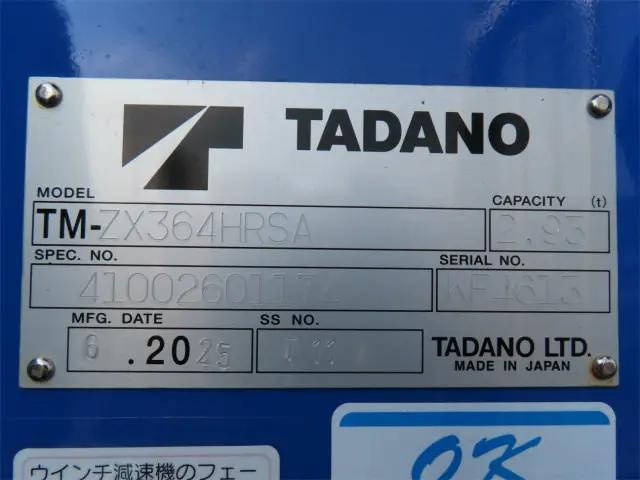 TADANO
MODEL
CAPACITY (t)
TM-ZX364HRSA
2.93
SPEC. NO.
SERIAL NO.
MFG. DATE
SS NO.
6 .2025
TADANO LTD.
MADE IN JAPAN
ウインチ減速機のフェー
OK